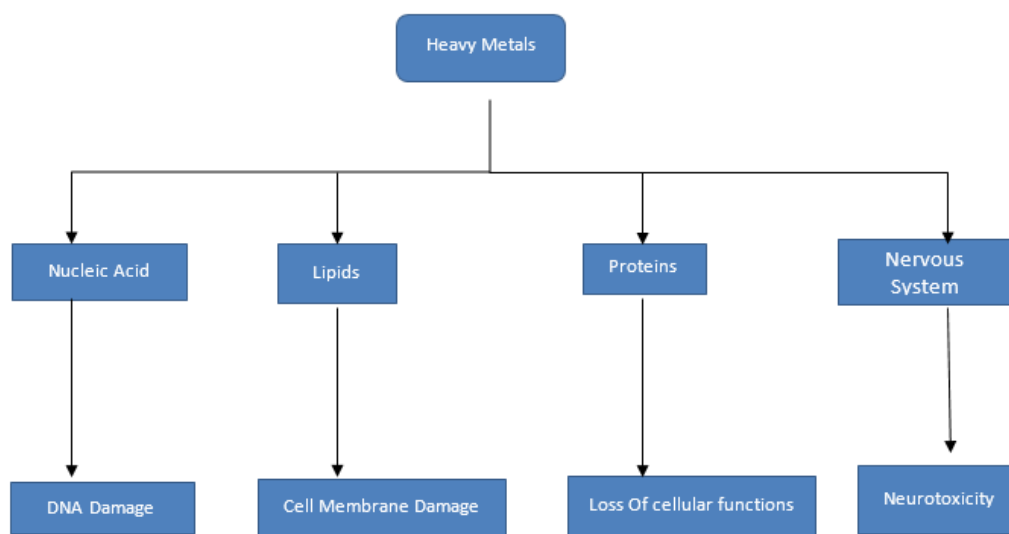 Heavy Metals
Nucleic Acid
Lipids
Proteins
Nervous
System
DNA Damage
Cell Membrane Damage
Loss Of cellular functions
Neurotoxicity